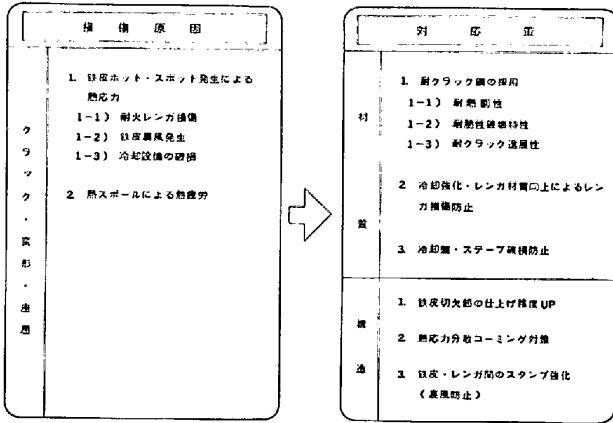 損傷原因
クラック・変形・座屈
1. 鉄皮ホット・スポット発生による
熱応力
1-1) 耐火レンガ損傷
1-2) 鉄皮裏風発生
1-3) 冷却設備の破損
2. 熱スポールによる熱疲労
対応策
材質
1. 耐クラック鋼の採用
1-1) 耐熱性
1-2) 耐脆性破壊特性
1-3) 耐クラック進展性
2. 冷却強化・レンガ材質向上によるレン
ガ損傷防止
3. 冷却盤・ステーブ破損防止
構造
1. 鉄皮切欠部の仕上げ精度UP
2. 熱応力分散コーミング対策
3. 鉄皮・レンガ間のスタンプ強化
(裏風防止)